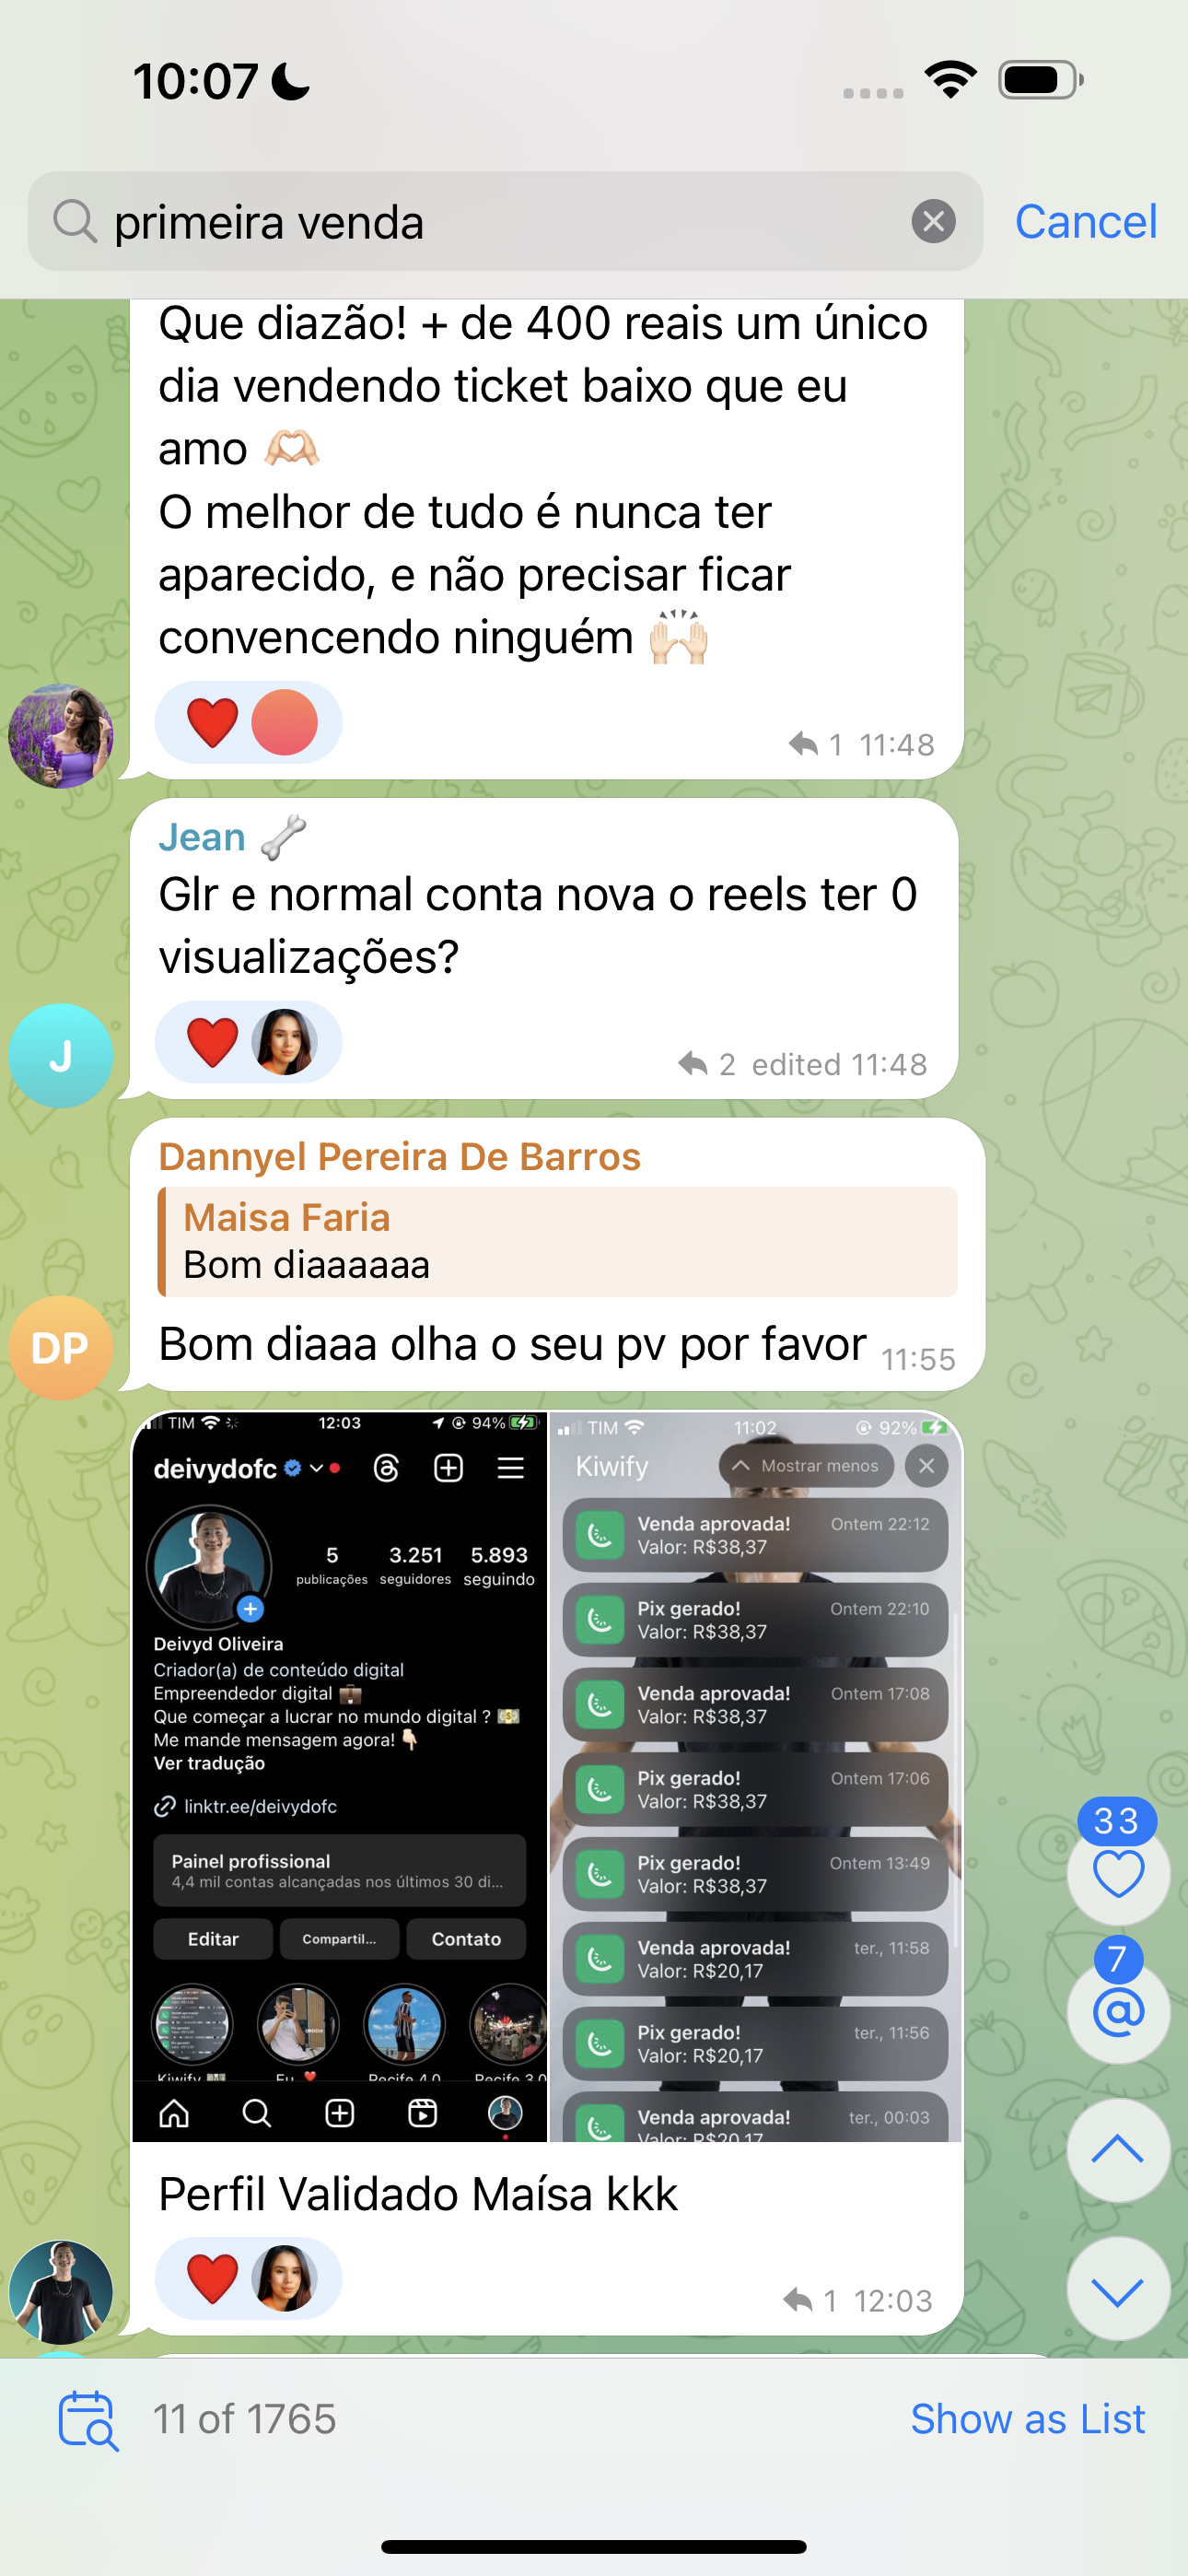 10:07
primeira venda
Cancel
Que diazão! + de 400 reais um único
dia vendendo ticket baixo que eu
amo 🫶🏻
O melhor de tudo é nunca ter
aparecido, e não precisar ficar
convencendo ninguém 🙌🏻
1 11:48
Jean 🦴
Glr e normal conta nova o reels ter 0
visualizações?
J
2 edited 11:48
Dannyel Pereira De Barros
Maisa Faria
Bom diaaaaaa
DP
Bom diaaa olha o seu pv por favor 11:55
TIM 12:03 94%
deivydofc
5 3.251 5.893
publicações seguidores seguindo
Deivyd Oliveira
Criador(a) de conteúdo digital
Empreendedor digital 💼
Que começar a lucrar no mundo digital ? 💵
Me mande mensagem agora! 👇🏻
Ver tradução
linktr.ee/deivydofc
Painel profissional
4,4 mil contas alcançadas nos últimos 30 di...
Editar Compartil... Contato
Kiwify 💵 Eu ❤️ Recife 4.0 Recife 3.0
TIM 11:02 92%
Kiwify Mostrar menos
Venda aprovada! Ontem 22:12
Valor: R$38,37
Pix gerado! Ontem 22:10
Valor: R$38,37
Venda aprovada! Ontem 17:08
Valor: R$38,37
Pix gerado! Ontem 17:06
Valor: R$38,37
Pix gerado! Ontem 13:49
Valor: R$38,37
Venda aprovada! ter., 11:58
Valor: R$20,17
Pix gerado! ter., 11:56
Valor: R$20,17
Venda aprovada! ter., 00:03
Valor: R$20,17
33
7
Perfil Validado Maísa kkk
1 12:03
11 of 1765
Show as List